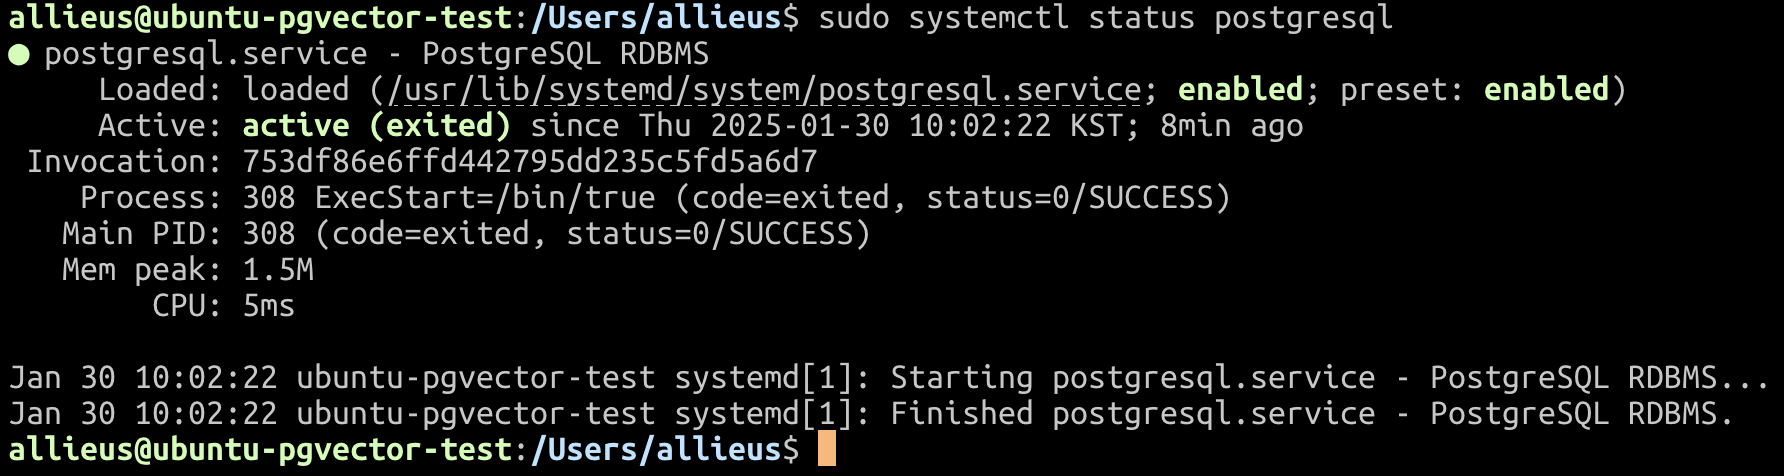 allieus@ubuntu-pgvector-test:/Users/allieus$ sudo systemctl status postgresql
● postgresql.service - PostgreSQL RDBMS
     Loaded: loaded (/usr/lib/systemd/system/postgresql.service; enabled; preset: enabled)
     Active: active (exited) since Thu 2025-01-30 10:02:22 KST; 8min ago
 Invocation: 753df86e6ffd442795dd235c5fd5a6d7
    Process: 308 ExecStart=/bin/true (code=exited, status=0/SUCCESS)
   Main PID: 308 (code=exited, status=0/SUCCESS)
   Mem peak: 1.5M
        CPU: 5ms

Jan 30 10:02:22 ubuntu-pgvector-test systemd[1]: Starting postgresql.service - PostgreSQL RDBMS...
Jan 30 10:02:22 ubuntu-pgvector-test systemd[1]: Finished postgresql.service - PostgreSQL RDBMS.
allieus@ubuntu-pgvector-test:/Users/allieus$